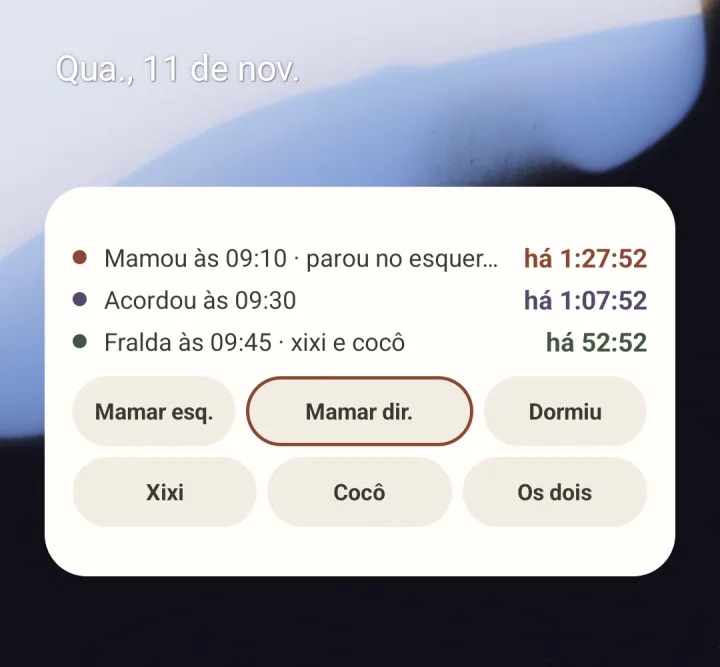 Qua., 11 de nov.
Mamou às 09:10 · parou no esquer... há 1:27:52
Acordou às 09:30 há 1:07:52
Fralda às 09:45 · xixi e cocô há 52:52
Mamar esq. Mamar dir. Dormiu
Xixi Cocô Os dois